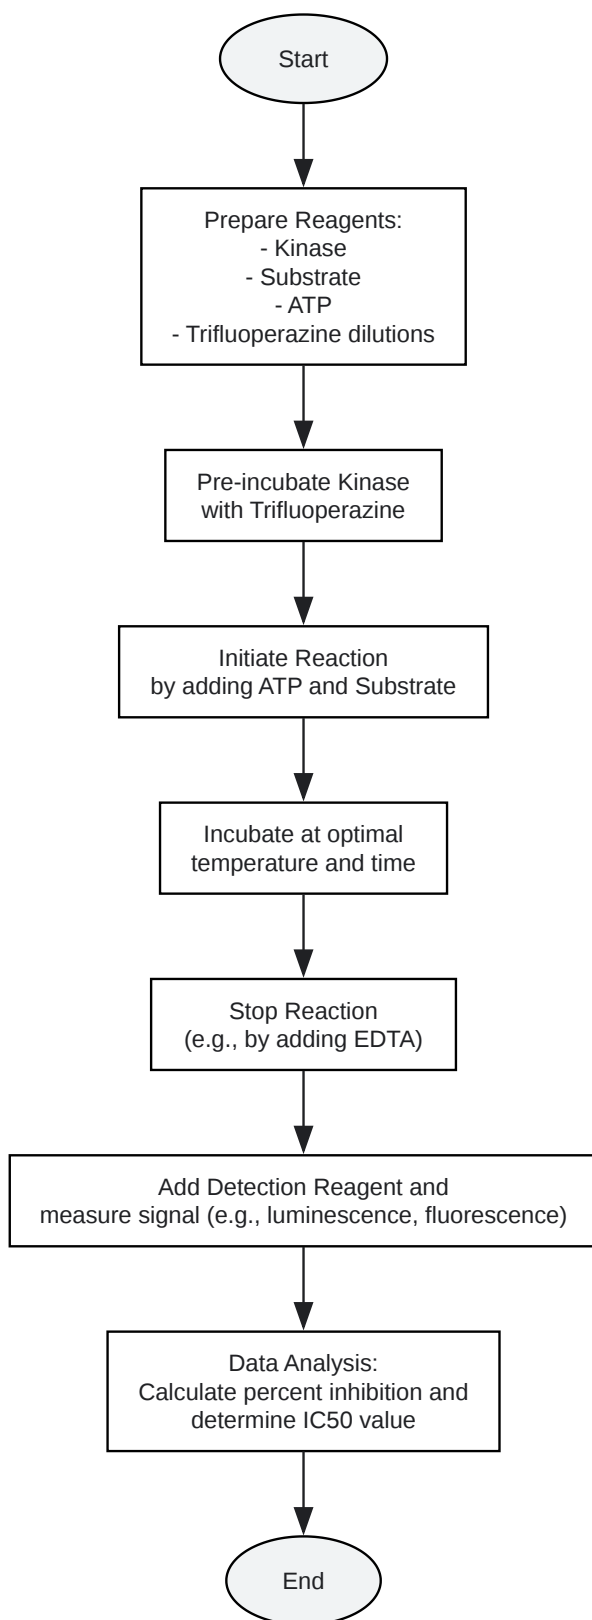 Start
Prepare Reagents:
- Kinase
- Substrate
- ATP
- Trifluoperazine dilutions
Pre-incubate Kinase
with Trifluoperazine
Initiate Reaction
by adding ATP and Substrate
Incubate at optimal
temperature and time
Stop Reaction
(e.g., by adding EDTA)
Add Detection Reagent and
measure signal (e.g., luminescence, fluorescence)
Data Analysis:
Calculate percent inhibition and
determine IC50 value
End